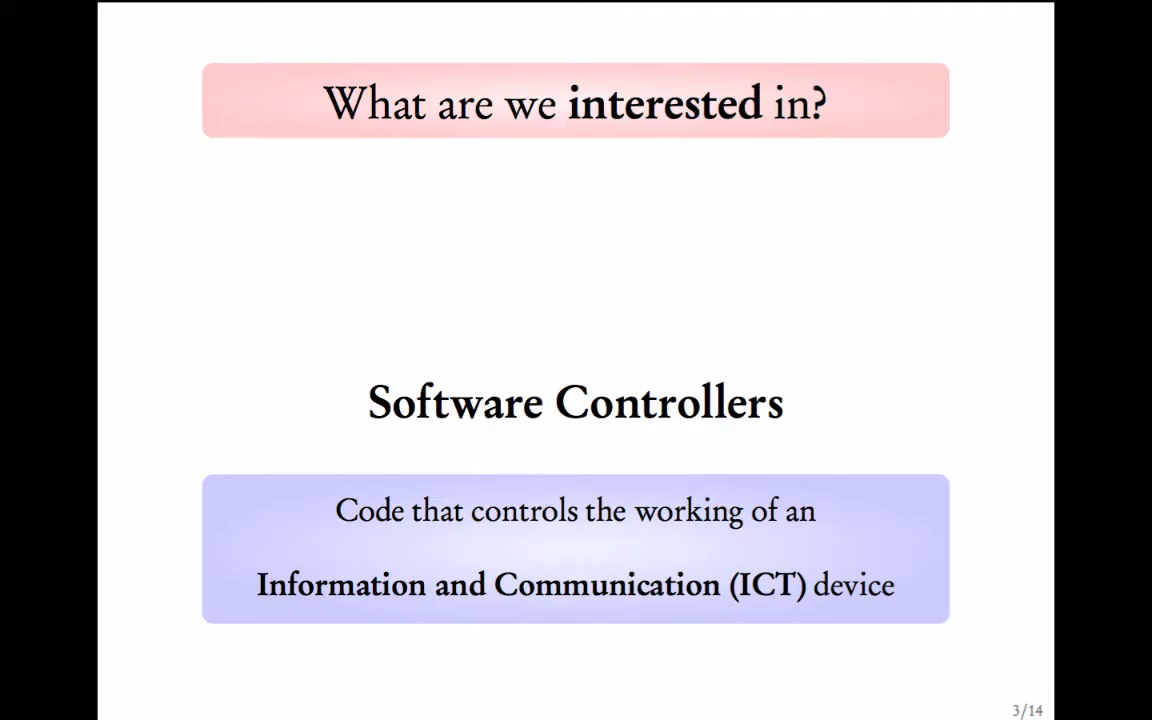 What are we interested in?
Software Controllers
Code that controls the working of an
Information and Communication (ICT) device
3/14